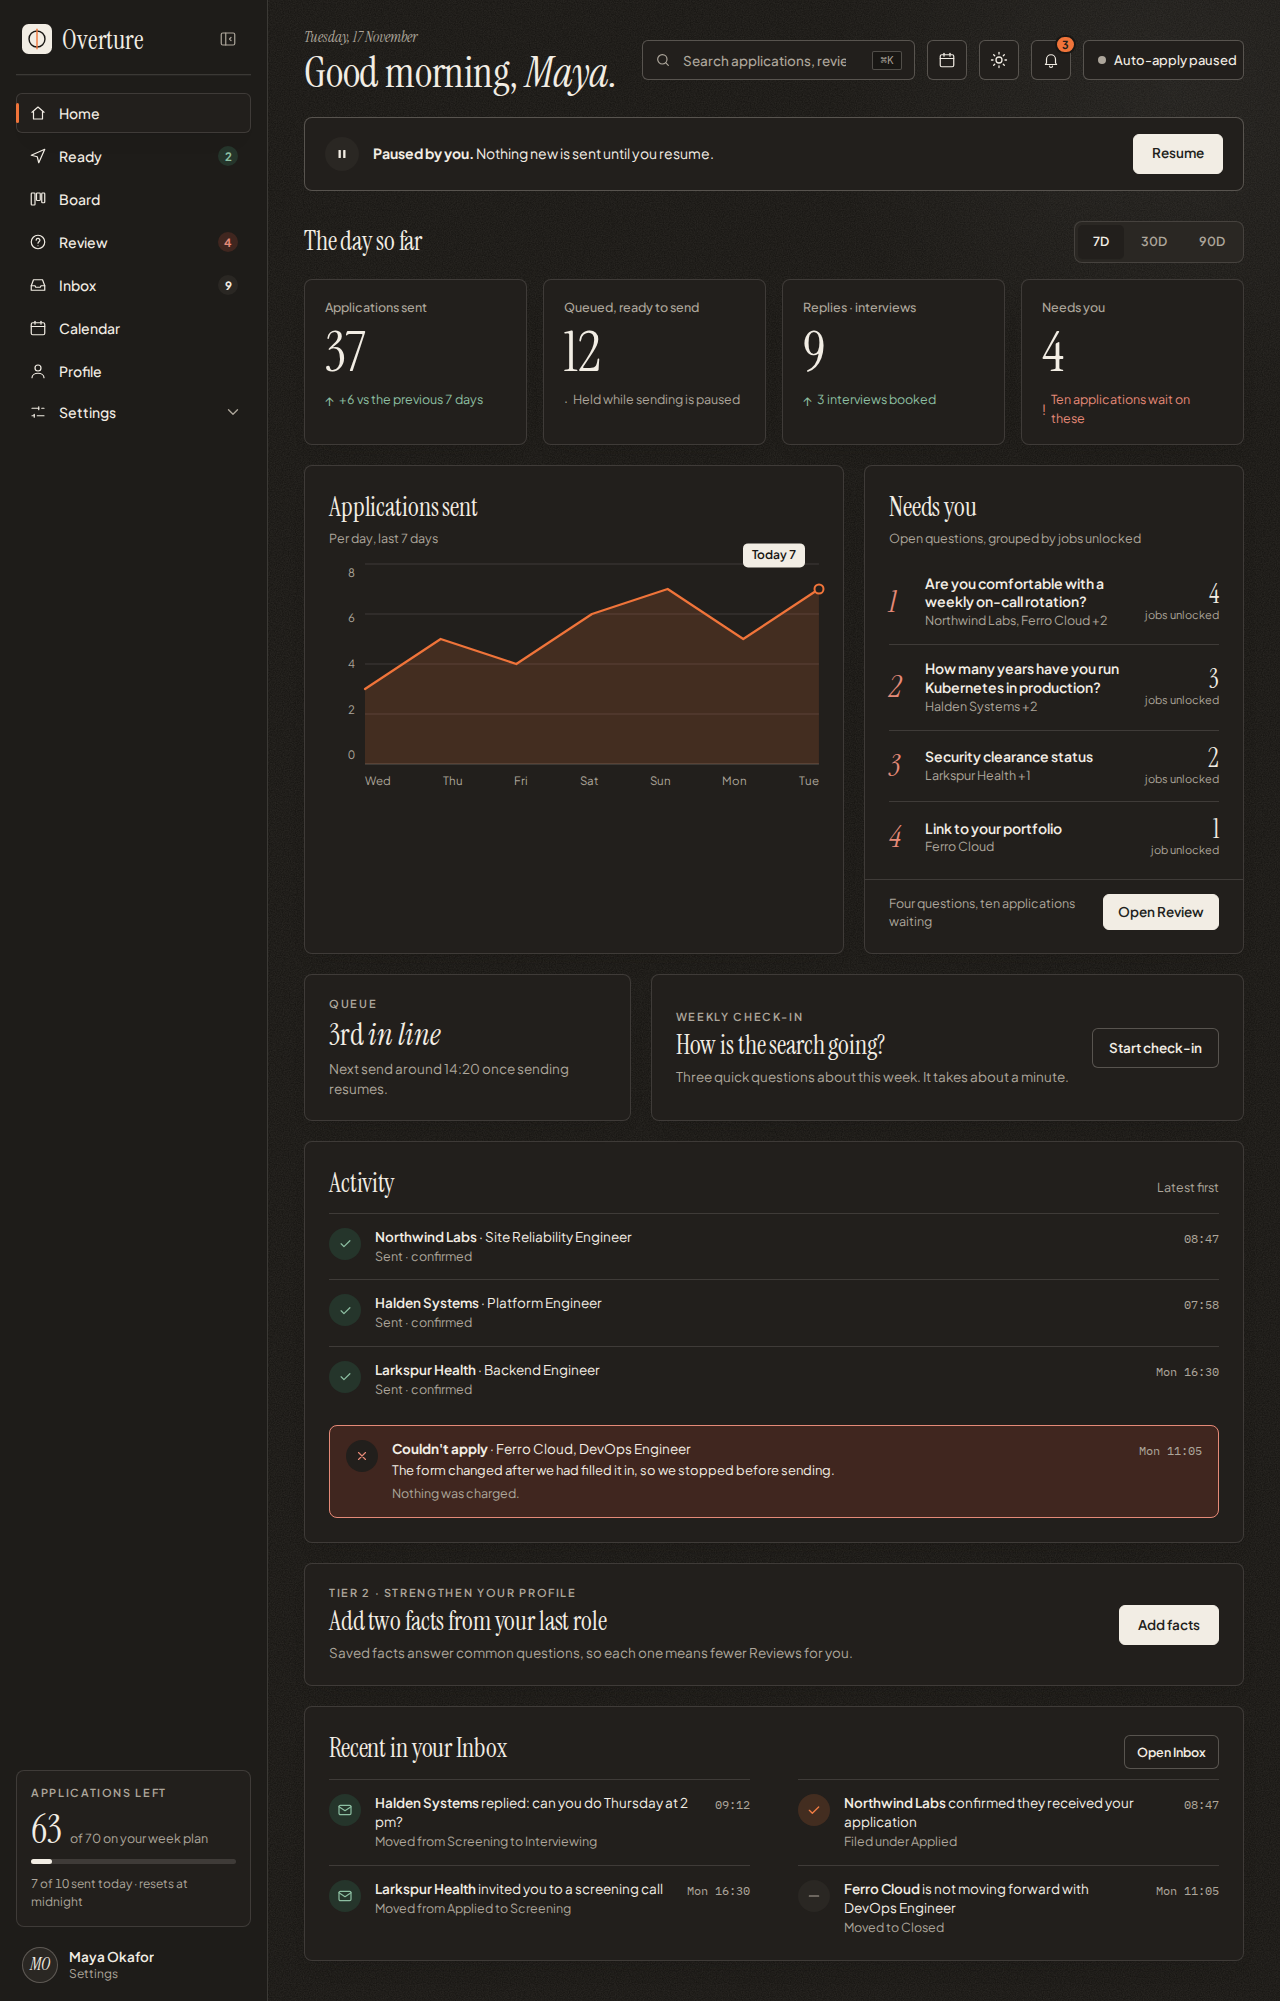 Overture
Home
Ready 2
Board
Review 4
Inbox 9
Calendar
Profile
Settings
APPLICATIONS LEFT
63 of 70 on your week plan
7 of 10 sent today · resets at
midnight
MO
Maya Okafor
Settings
Tuesday, 17 November
Good morning, Maya.
Search applications, revie
⌘K
3
Auto-apply paused
Paused by you. Nothing new is sent until you resume.
Resume
The day so far
7D 30D 90D
Applications sent
37
↑ +6 vs the previous 7 days
Queued, ready to send
12
· Held while sending is paused
Replies · interviews
9
↑ 3 interviews booked
Needs you
4
! Ten applications wait on
these
Applications sent
Per day, last 7 days
Today 7
8
6
4
2
0
Wed Thu Fri Sat Sun Mon Tue
Needs you
Open questions, grouped by jobs unlocked
1
Are you comfortable with a
weekly on-call rotation?
Northwind Labs, Ferro Cloud +2
4
jobs unlocked
2
How many years have you run
Kubernetes in production?
Halden Systems +2
3
jobs unlocked
3
Security clearance status
Larkspur Health +1
2
jobs unlocked
4
Link to your portfolio
Ferro Cloud
1
job unlocked
Four questions, ten applications
waiting
Open Review
QUEUE
3rd in line
Next send around 14:20 once sending
resumes.
WEEKLY CHECK-IN
How is the search going?
Three quick questions about this week. It takes about a minute.
Start check-in
Activity
Latest first
Northwind Labs · Site Reliability Engineer
Sent · confirmed
08:47
Halden Systems · Platform Engineer
Sent · confirmed
07:58
Larkspur Health · Backend Engineer
Sent · confirmed
Mon 16:30
Couldn't apply · Ferro Cloud, DevOps Engineer
The form changed after we had filled it in, so we stopped before sending.
Nothing was charged.
Mon 11:05
TIER 2 · STRENGTHEN YOUR PROFILE
Add two facts from your last role
Saved facts answer common questions, so each one means fewer Reviews for you.
Add facts
Recent in your Inbox
Open Inbox
Halden Systems replied: can you do Thursday at 2
pm?
Moved from Screening to Interviewing
09:12
Northwind Labs confirmed they received your
application
Filed under Applied
08:47
Larkspur Health invited you to a screening call
Moved from Applied to Screening
Mon 16:30
Ferro Cloud is not moving forward with
DevOps Engineer
Moved to Closed
Mon 11:05